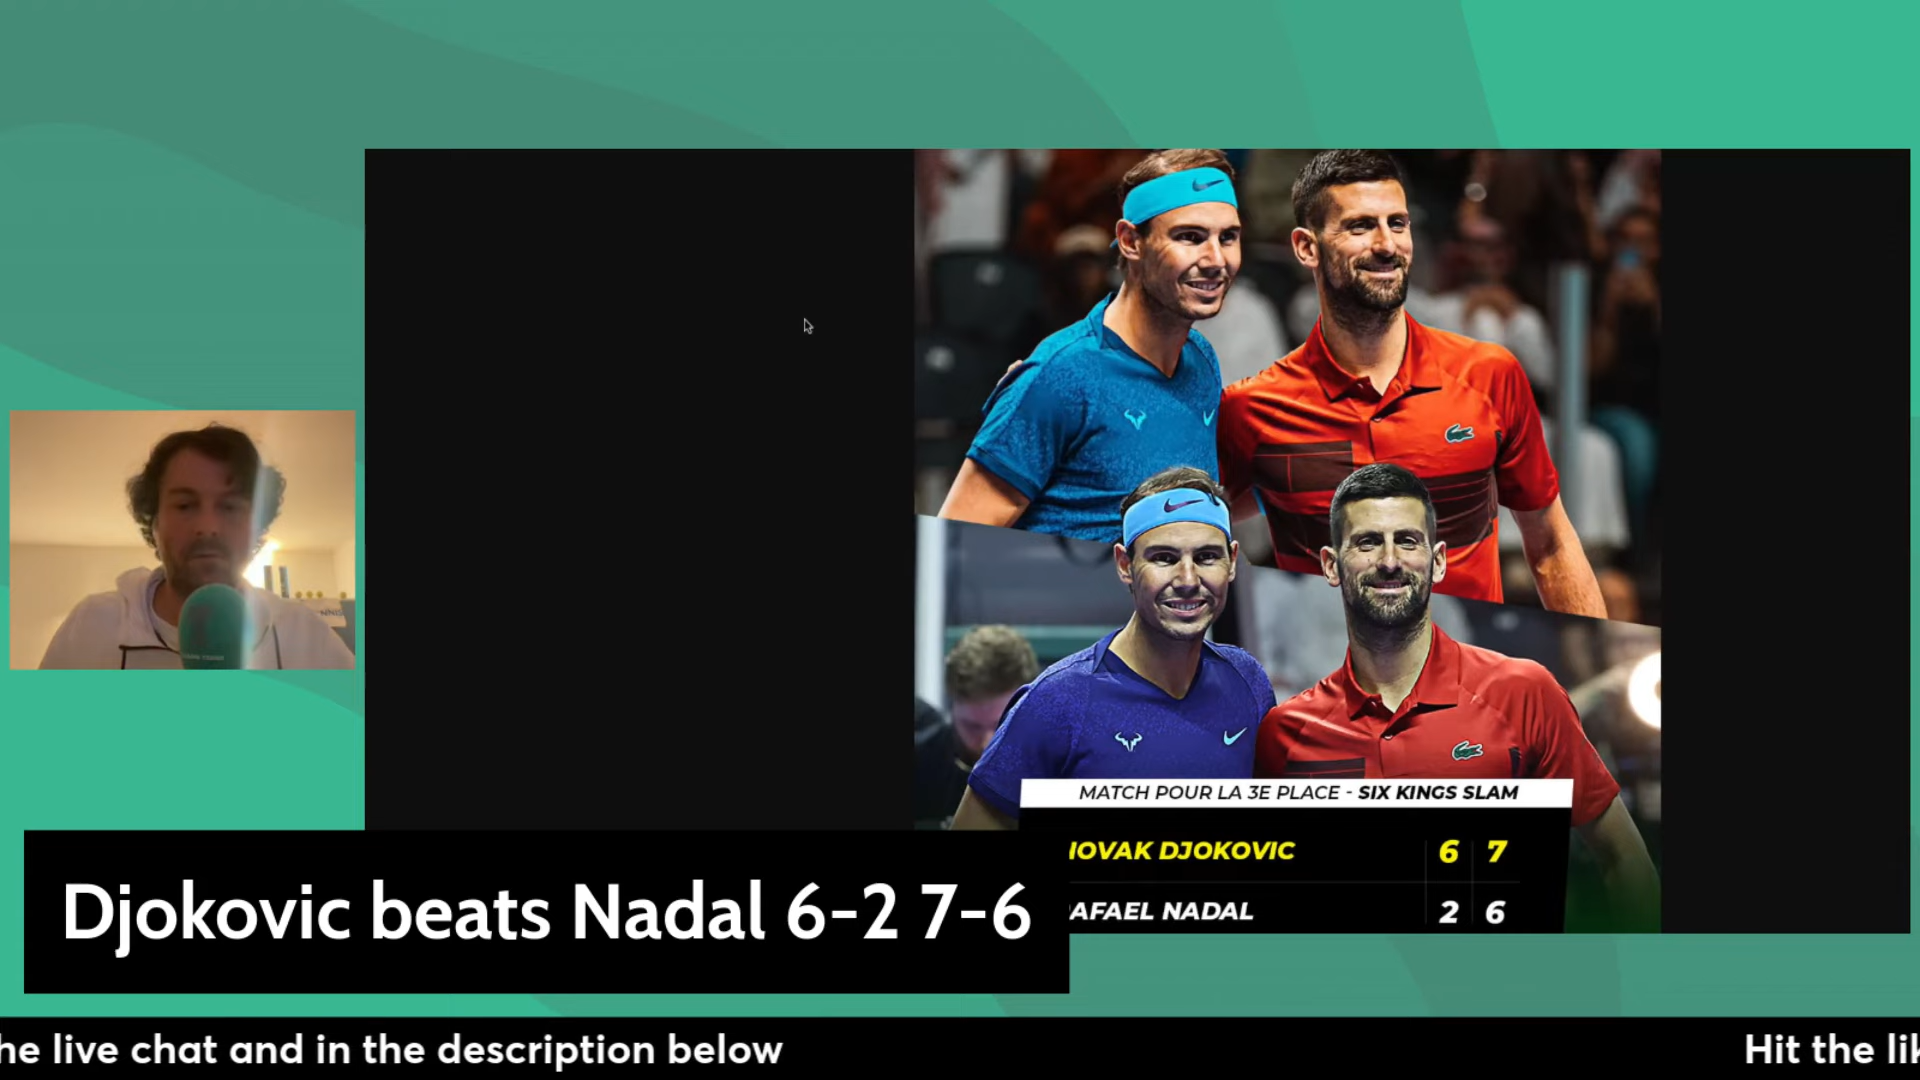 MATCH POUR LA 3E PLACE - SIX KINGS SLAM
OVAK DJOKOVIC 6 7
AFAEL NADAL 2 6
Djokovic beats Nadal 6-2 7-6
he live chat and in the description below
Hit the lik